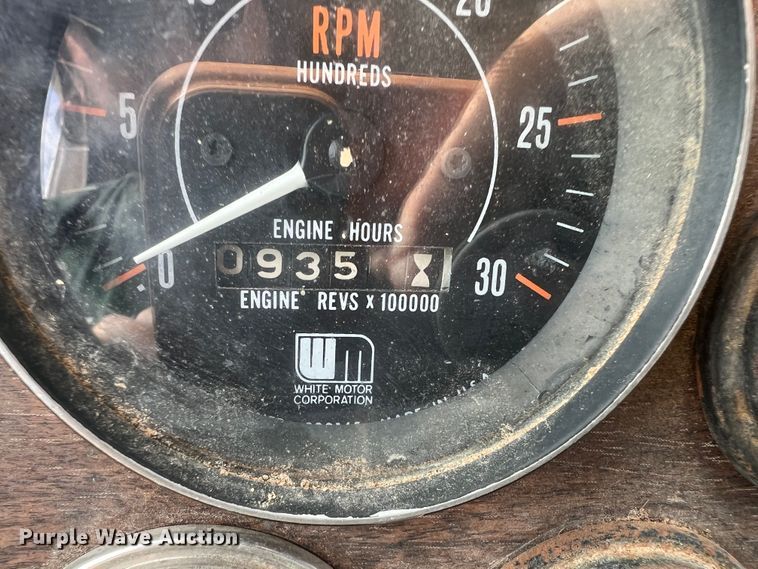 20
RPM
HUNDREDS
5
25
ENGINE HOURS
0 0935
30
ENGINE REVS X 100000
WM
WHITE MOTOR
CORPORATION
Purple Wave Auction